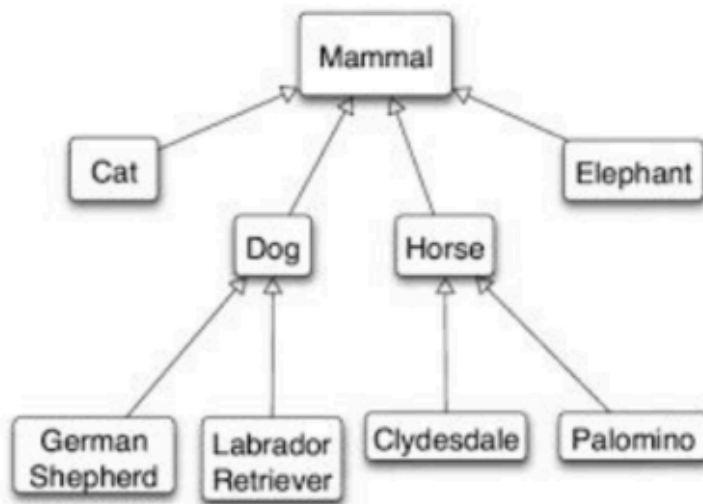 Mammal
Cat
Elephant
Dog
Horse
German
Shepherd
Labrador
Retriever
Clydesdale
Palomino